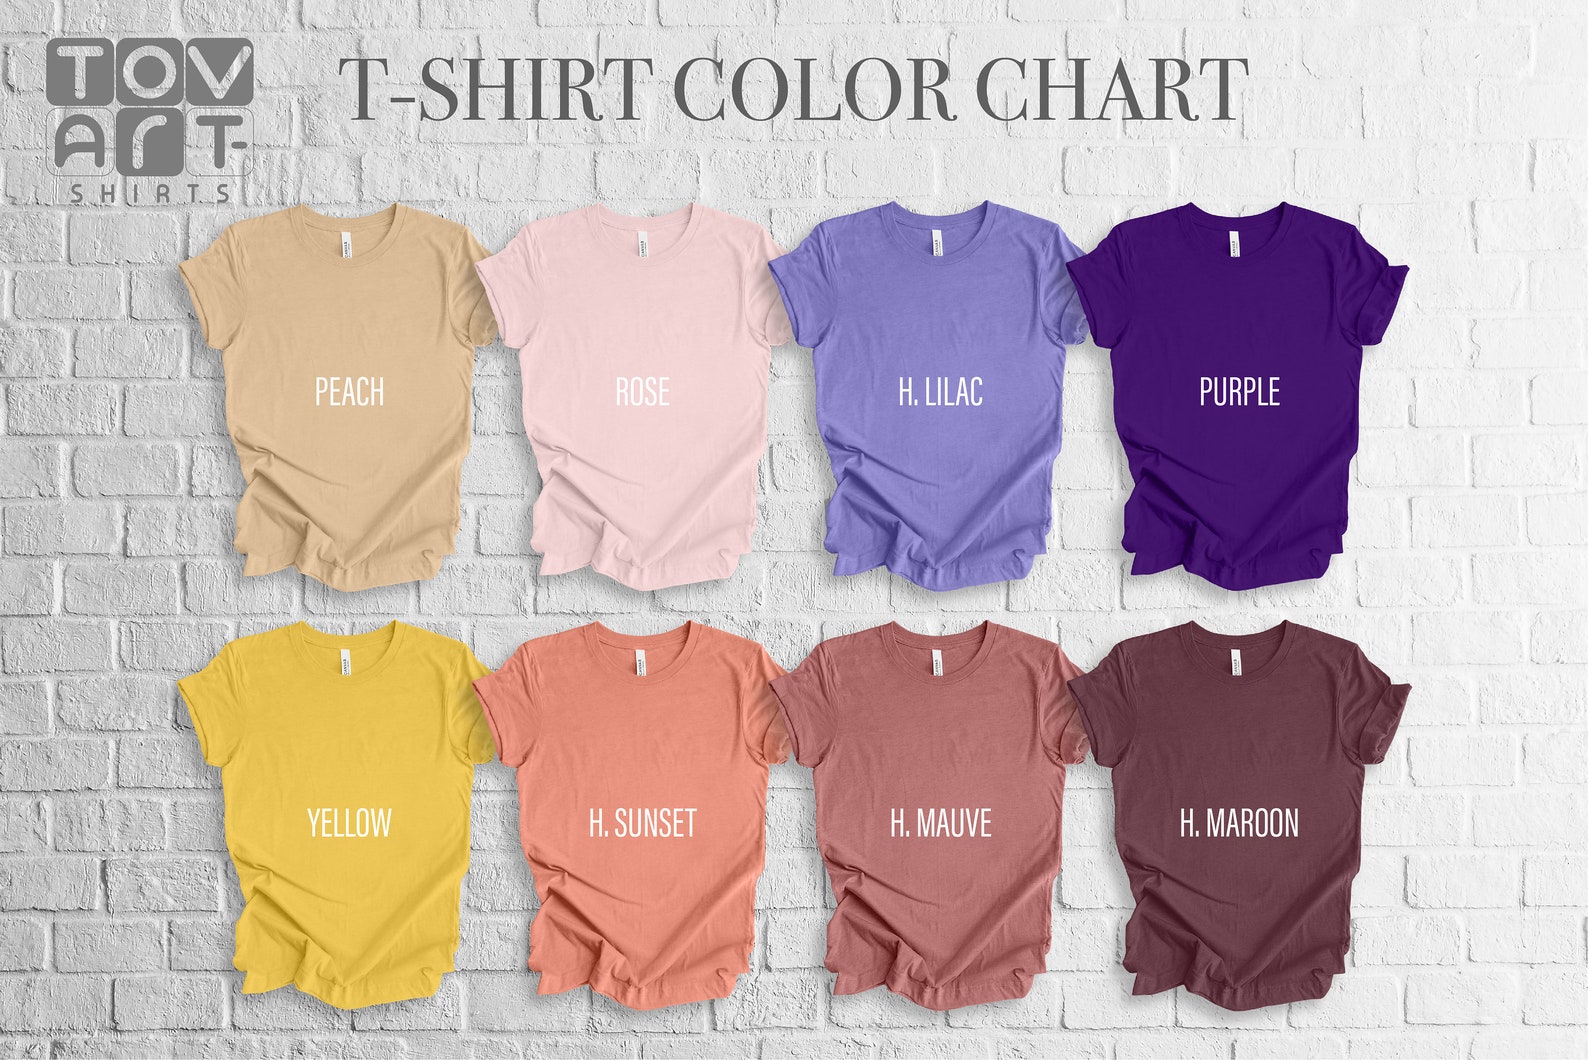 TOV
ART-
SHIRTS
T-SHIRT COLOR CHART
PEACH
ROSE
H. LILAC
PURPLE
YELLOW
H. SUNSET
H. MAUVE
H. MAROON